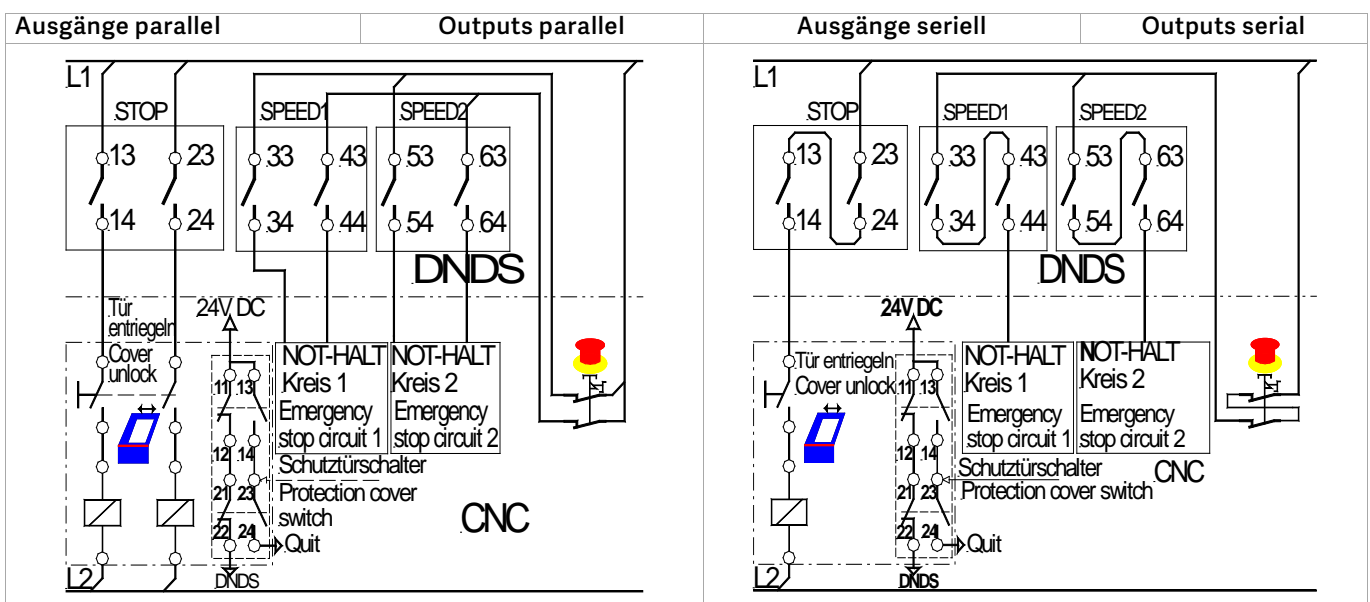 Ausgänge parallel
Outputs parallel
Ausgänge seriell
Outputs serial
L1
STOP
SPEED1
SPEED2
13
23
33
43
53
63
14
24
34
44
54
64
DNDS
Tür
entriegeln
Cover
unlock
24V DC
11
13
12
14
21
23
22
24
NOT-HALT
Kreis 1
Emergency
stop circuit 1
NOT-HALT
Kreis 2
Emergency
stop circuit 2
Schutztürschalter
Protection cover
switch
CNC
Quit
L2
DNDS
L1
STOP
SPEED1
SPEED2
13
23
33
43
53
63
14
24
34
44
54
64
DNDS
24V DC
Tür entriegeln
Cover unlock
11
13
12
14
21
23
22
24
NOT-HALT
Kreis 1
Emergency
stop circuit 1
NOT-HALT
Kreis 2
Emergency
stop circuit 2
Schutztürschalter
Protection cover switch
CNC
Quit
L2
DNDS